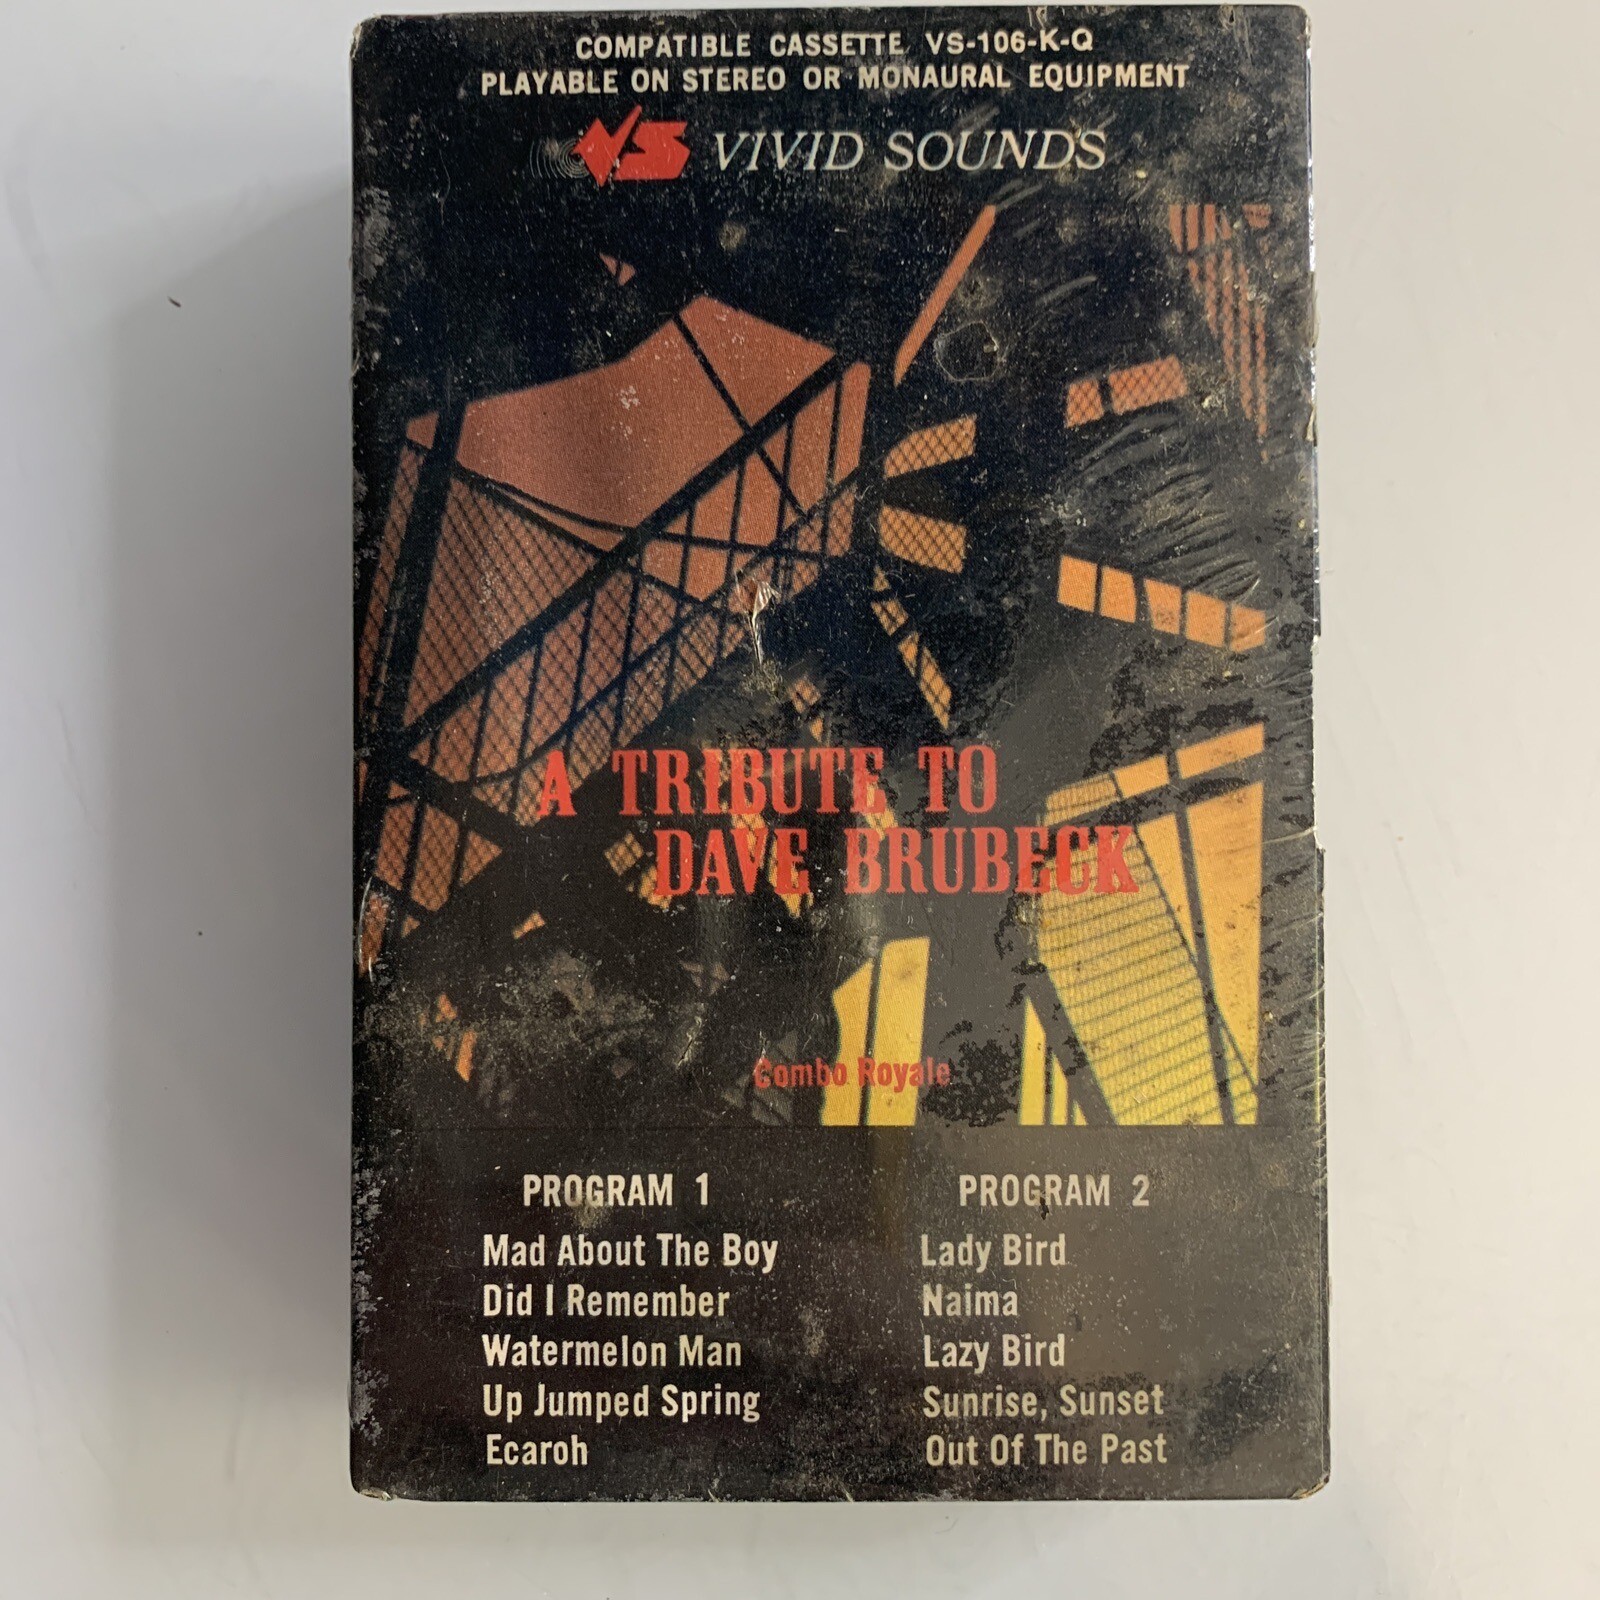 COMPATIBLE CASSETTE VS-106-K-Q
PLAYABLE ON STEREO OR MONAURAL EQUIPMENT
VS VIVID SOUNDS
A TRIBUTE TO
DAVE BRUBECK
Combo Royale
PROGRAM 1
Mad About The Boy
Did I Remember
Watermelon Man
Up Jumped Spring
Ecaroh
PROGRAM 2
Lady Bird
Naima
Lazy Bird
Sunrise, Sunset
Out Of The Past